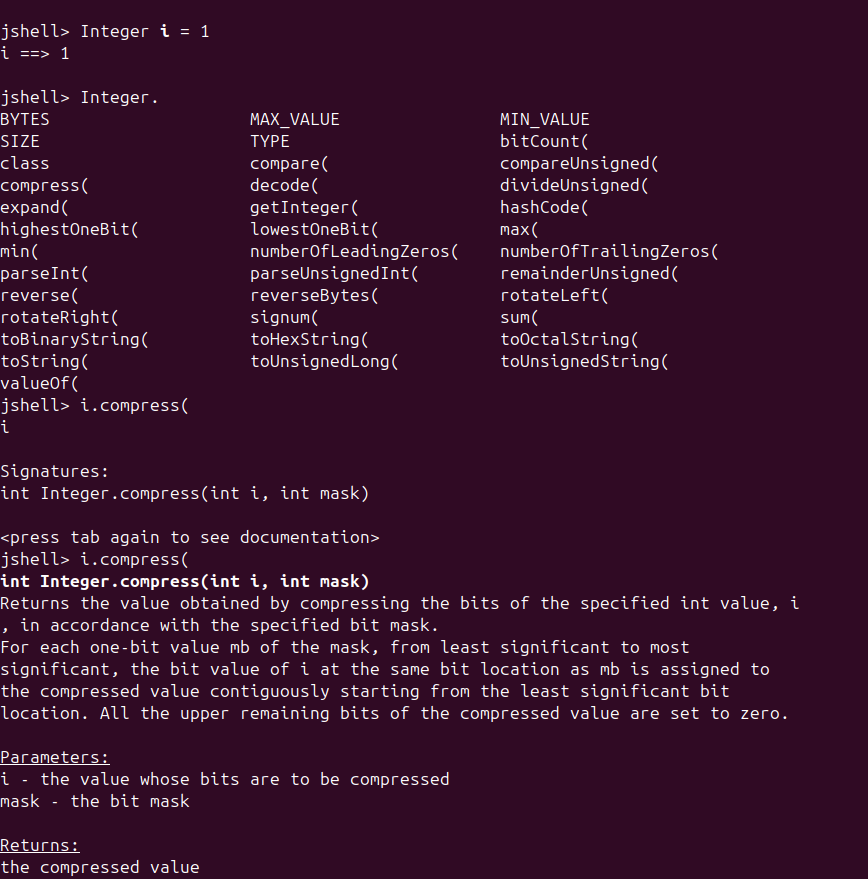 jshell> Integer i = 1
i ==> 1
jshell> Integer.
BYTES MAX_VALUE MIN_VALUE
SIZE TYPE bitCount(
class compare( compareUnsigned(
compress( decode( divideUnsigned(
expand( getInteger( hashCode(
highestOneBit( lowestOneBit( max(
min( numberOfLeadingZeros( numberOfTrailingZeros(
parseInt( parseUnsignedInt( remainderUnsigned(
reverse( reverseBytes( rotateLeft(
rotateRight( signum( sum(
toBinaryString( toHexString( toOctalString(
toString( toUnsignedLong( toUnsignedString(
valueOf(
jshell> i.compress(
i
Signatures:
int Integer.compress(int i, int mask)
<press tab again to see documentation>
jshell> i.compress(
int Integer.compress(int i, int mask)
Returns the value obtained by compressing the bits of the specified int value, i
, in accordance with the specified bit mask.
For each one-bit value mb of the mask, from least significant to most
significant, the bit value of i at the same bit location as mb is assigned to
the compressed value contiguously starting from the least significant bit
location. All the upper remaining bits of the compressed value are set to zero.
Parameters:
i - the value whose bits are to be compressed
mask - the bit mask
Returns:
the compressed value